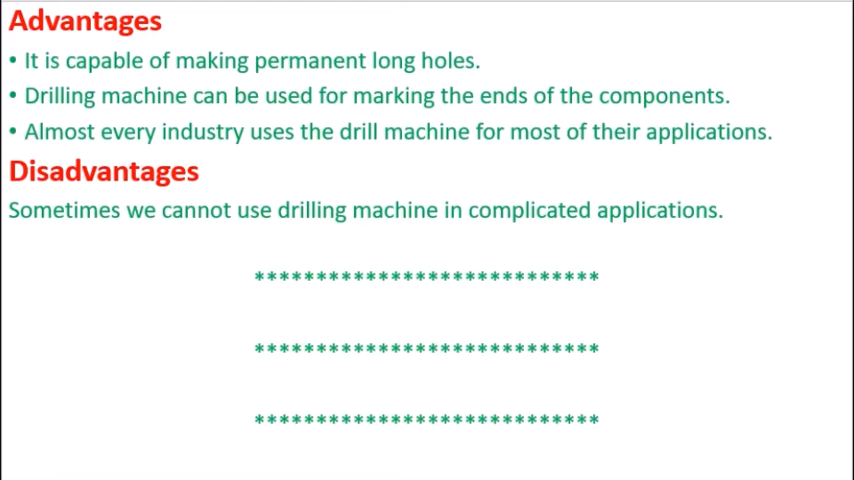 Advantages
• It is capable of making permanent long holes.
• Drilling machine can be used for marking the ends of the components.
• Almost every industry uses the drill machine for most of their applications.
Disadvantages
Sometimes we cannot use drilling machine in complicated applications.
****************************
****************************
****************************